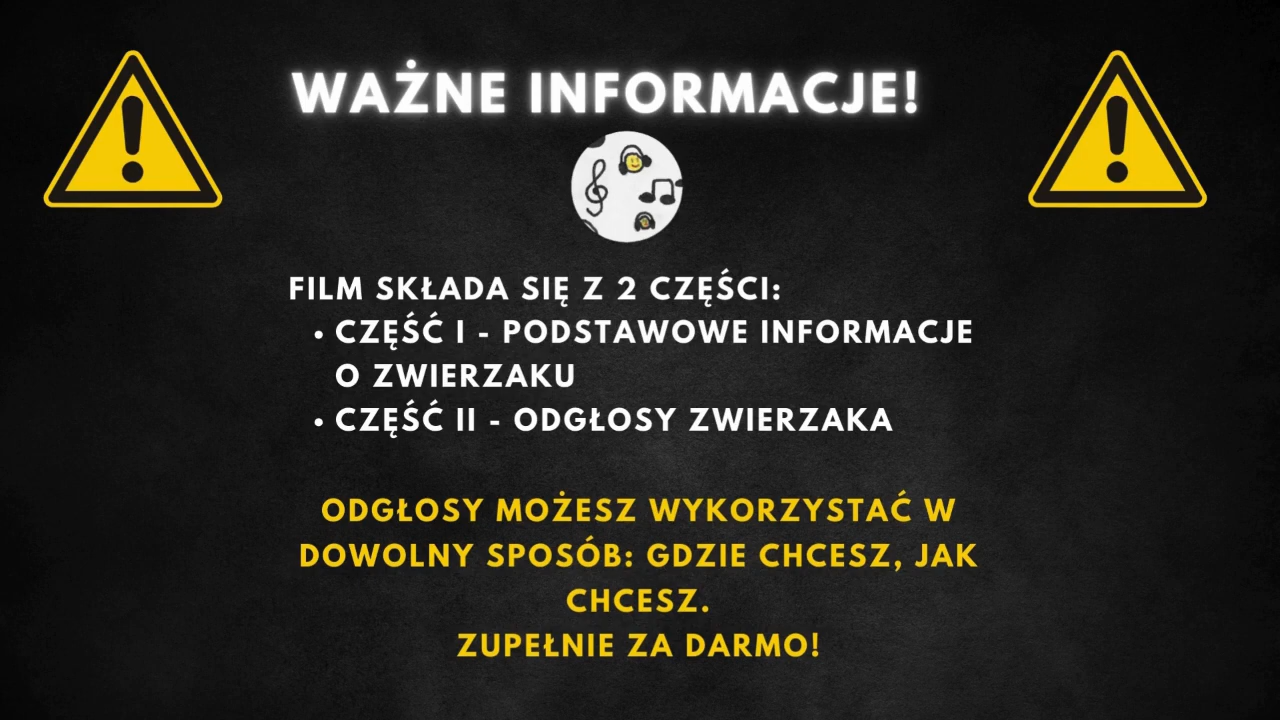 WAŻNE INFORMACJE!
FILM SKŁADA SIĘ Z 2 CZĘŚCI:
• CZĘŚĆ I - PODSTAWOWE INFORMACJE
O ZWIERZAKU
• CZĘŚĆ II - ODGŁOSY ZWIERZAKA
ODGŁOSY MOŻESZ WYKORZYSTAĆ W
DOWOLNY SPOSÓB: GDZIE CHCESZ, JAK
CHCESZ.
ZUPEŁNIE ZA DARMO!